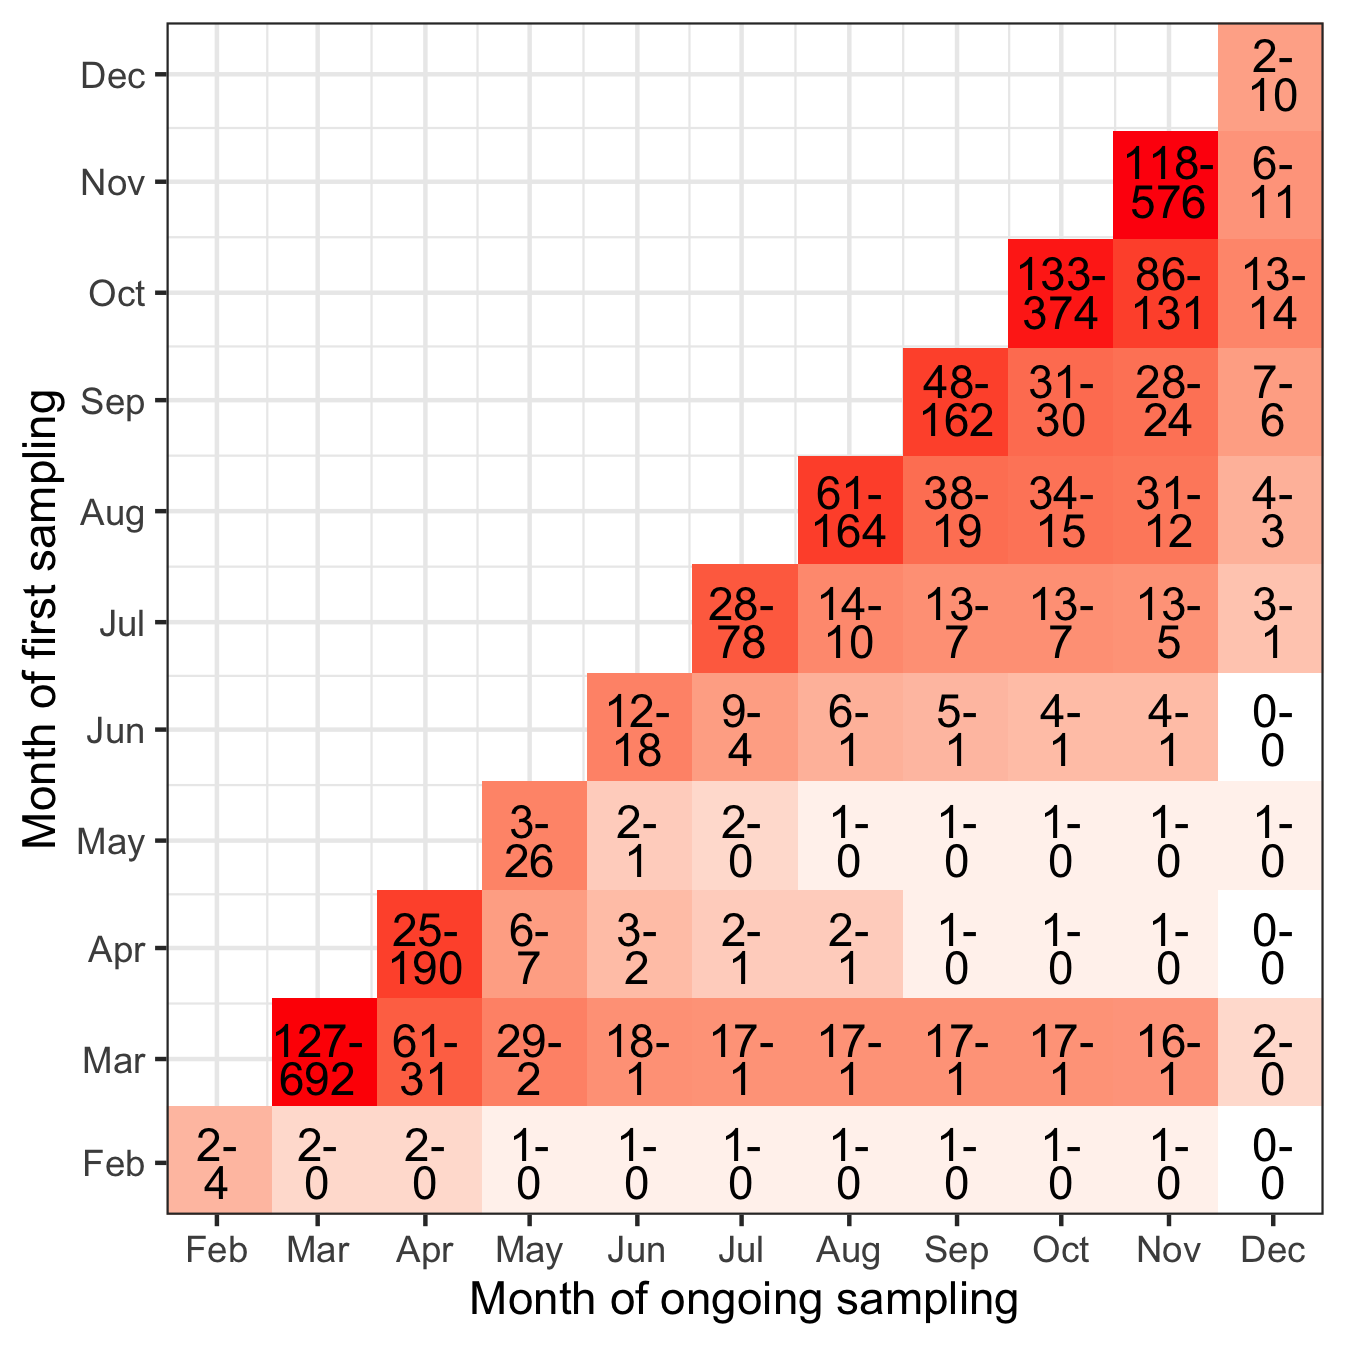 Month of first sampling
Dec
2-
10
Nov
118- 6-
576 11
Oct
133- 86- 13-
374 131 14
Sep
48- 31- 28- 7-
162 30 24 6
Aug
61- 38- 34- 31- 4-
164 19 15 12 3
Jul
28- 14- 13- 13- 13- 3-
78 10 7 7 5 1
Jun
12- 9- 6- 5- 4- 4- 0-
18 4 1 1 1 1 0
May
3- 2- 2- 1- 1- 1- 1- 1-
26 1 0 0 0 0 0 0
Apr
25- 6- 3- 2- 2- 1- 1- 1- 0-
190 7 2 1 1 0 0 0 0
Mar
127- 61- 29- 18- 17- 17- 17- 17- 16- 2-
692 31 2 1 1 1 1 1 1 0
Feb
2- 2- 2- 1- 1- 1- 1- 1- 1- 1- 0-
4 0 0 0 0 0 0 0 0 0 0
Feb Mar Apr May Jun Jul Aug Sep Oct Nov Dec
Month of ongoing sampling